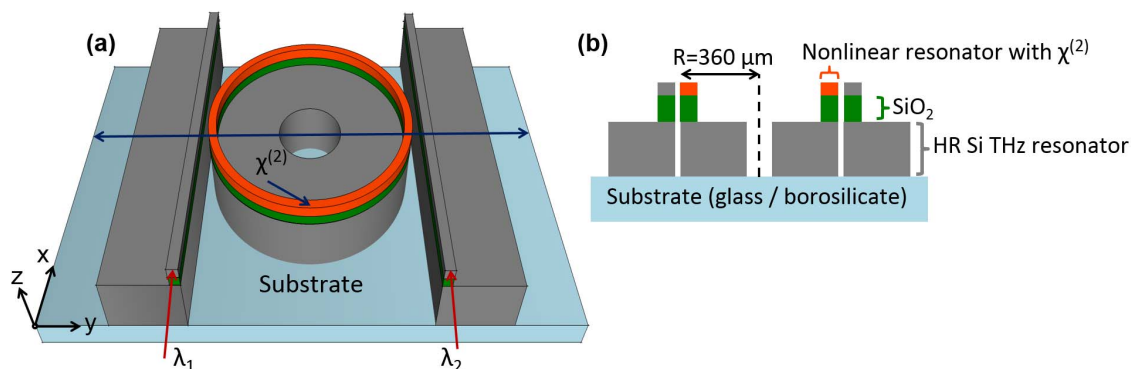 (a)
χ(2)
Substrate
x
z
y
λ1
λ2
(b)
R=360 μm
Nonlinear resonator with χ(2)
SiO2
HR Si THz resonator
Substrate (glass / borosilicate)